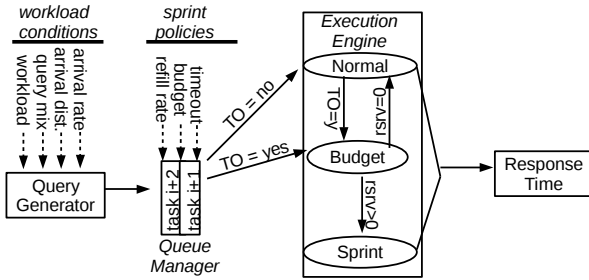 workload
conditions
sprint
policies
Execution
Engine
workload
query mix
arrival dist.
arrival rate
refill rate
budget
timeout
TO = no
TO = yes
Normal
TO=y
rsrv=0
Budget
rsrv>0
Sprint
Query
Generator
task i+2
task i+1
Queue
Manager
Response
Time